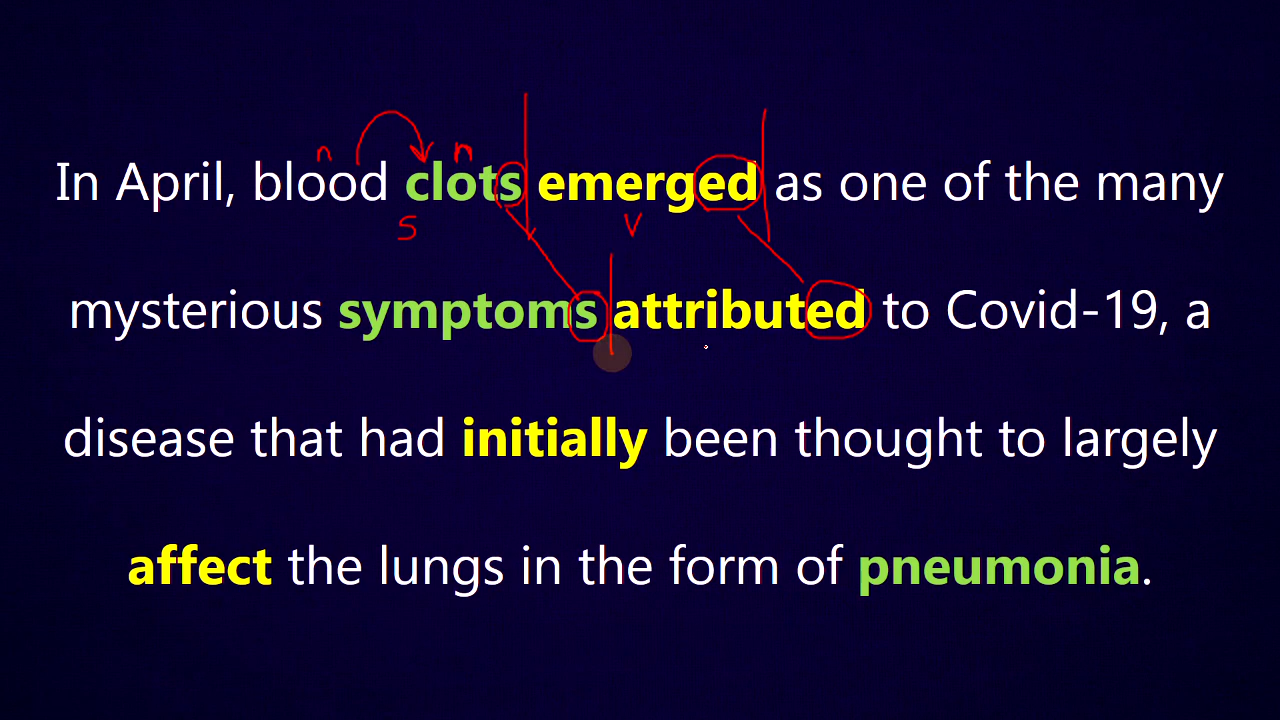 n n
In April, blood clots emerged as one of the many
s v
mysterious symptoms attributed to Covid-19, a
disease that had initially been thought to largely
affect the lungs in the form of pneumonia.